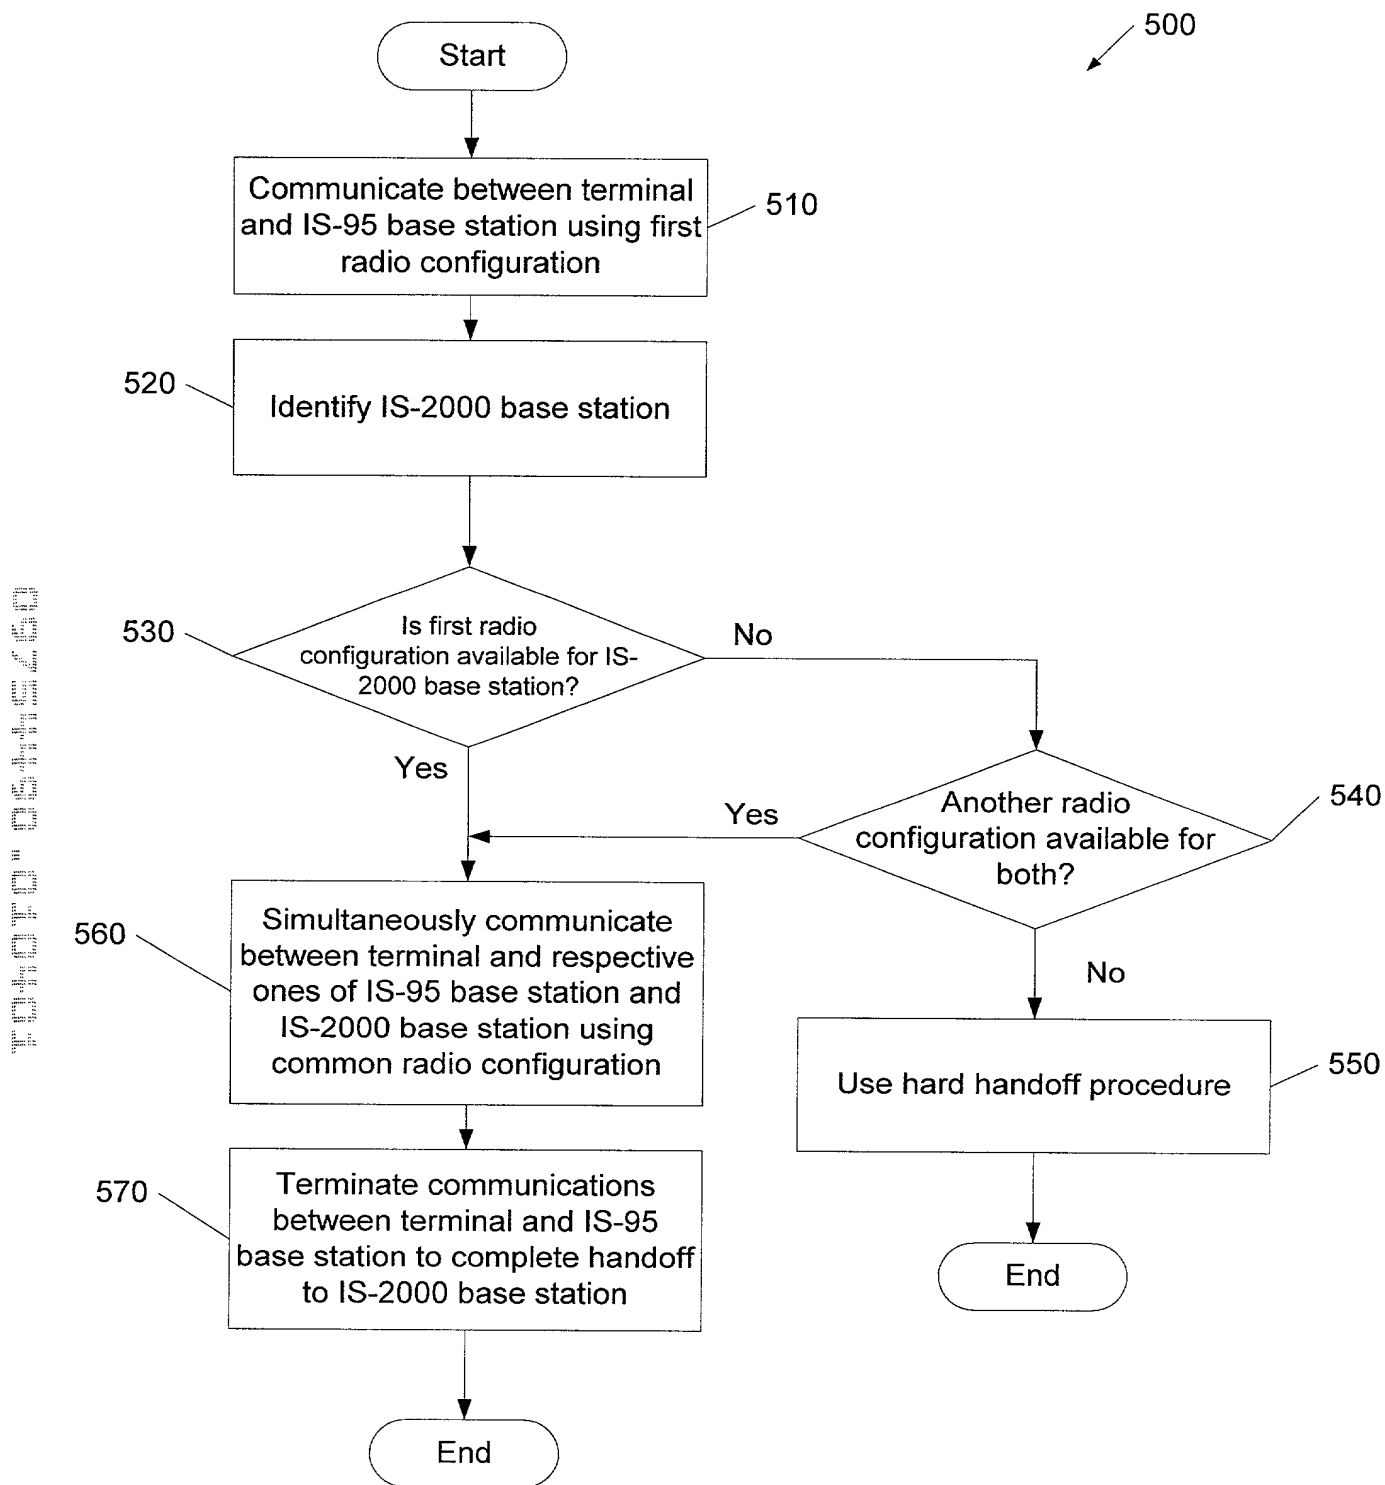 Start
500
Communicate between terminal
and IS-95 base station using first
radio configuration
510
520
Identify IS-2000 base station
530
Is first radio
configuration available for IS-
2000 base station?
No
Yes
Yes
Another radio
configuration available for
both?
540
560
Simultaneously communicate
between terminal and respective
ones of IS-95 base station and
IS-2000 base station using
common radio configuration
No
Use hard handoff procedure
550
570
Terminate communications
between terminal and IS-95
base station to complete handoff
to IS-2000 base station
End
End